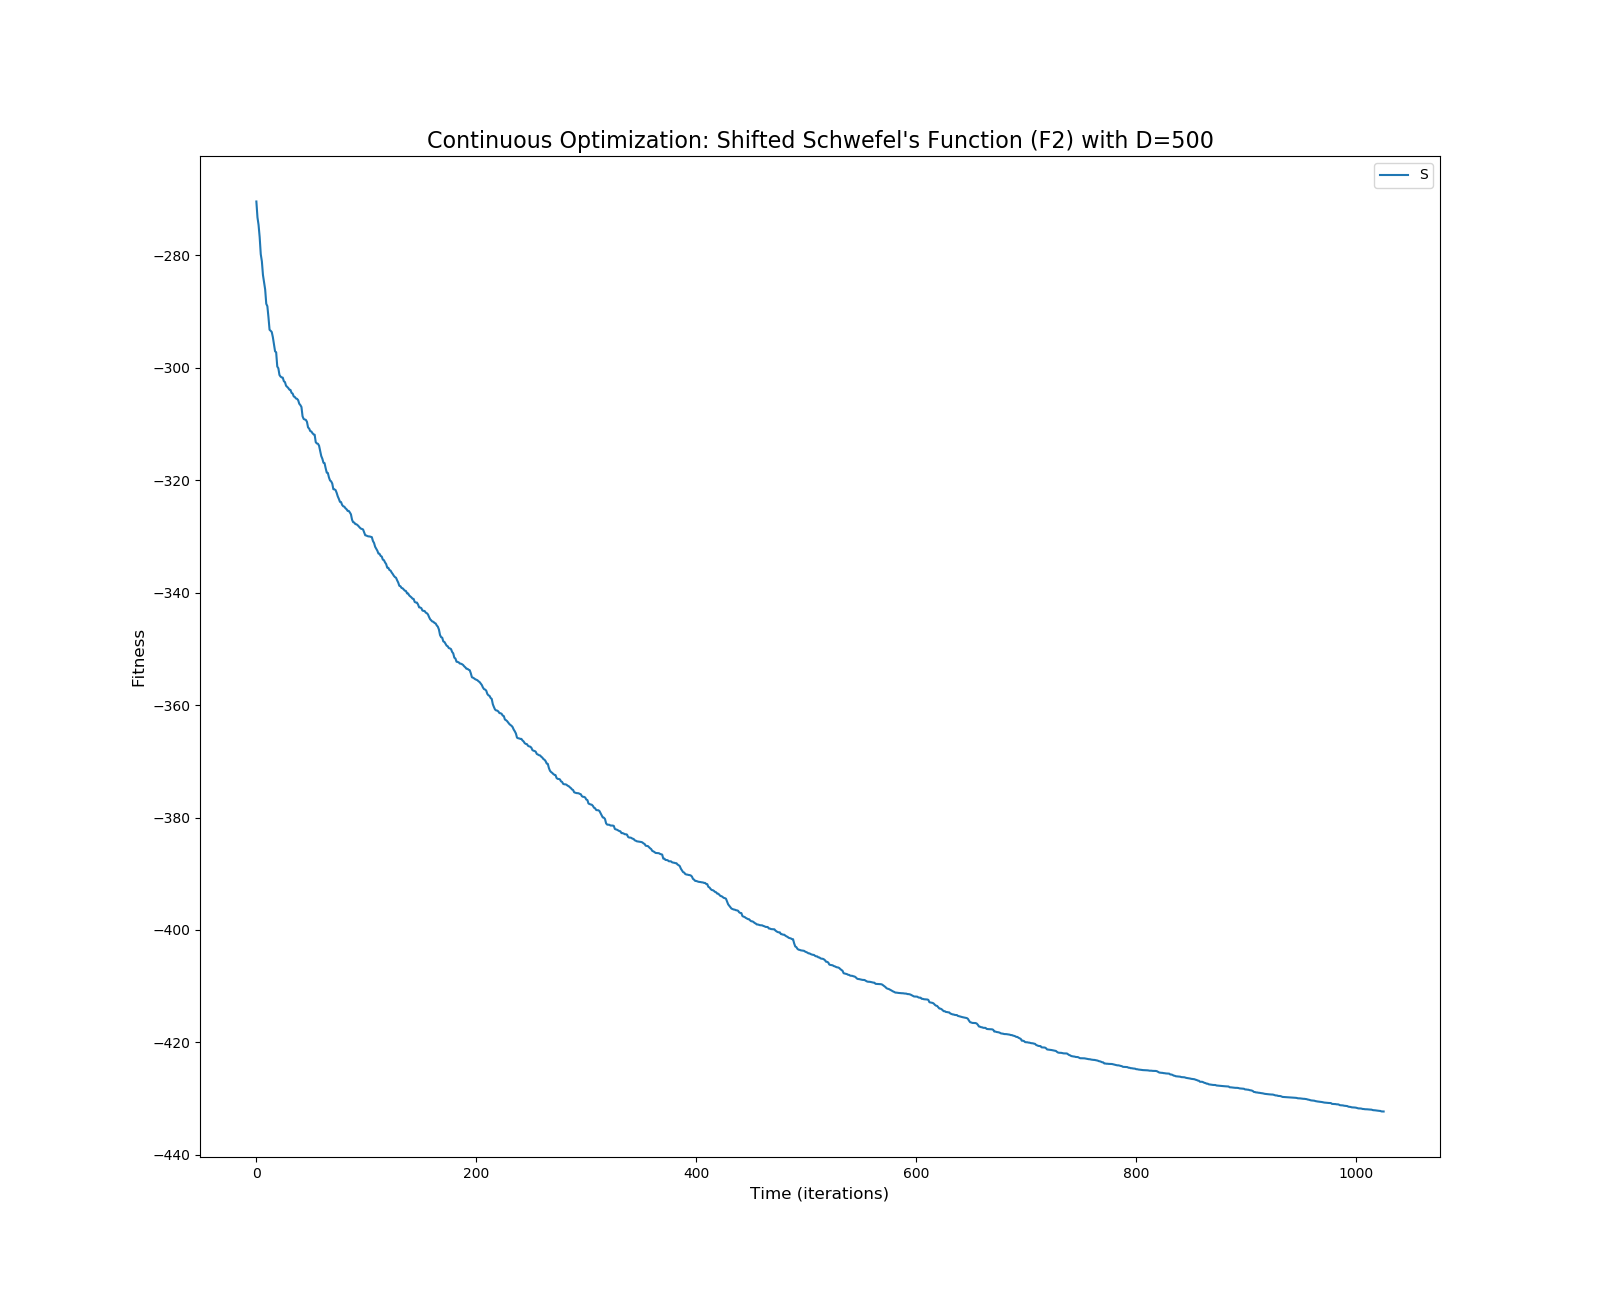 Continuous Optimization: Shifted Schwefel's Function (F2) with D=500
S
−280
−300
−320
−340
−360
−380
−400
−420
−440
Fitness
0 200 400 600 800 1000
Time (iterations)